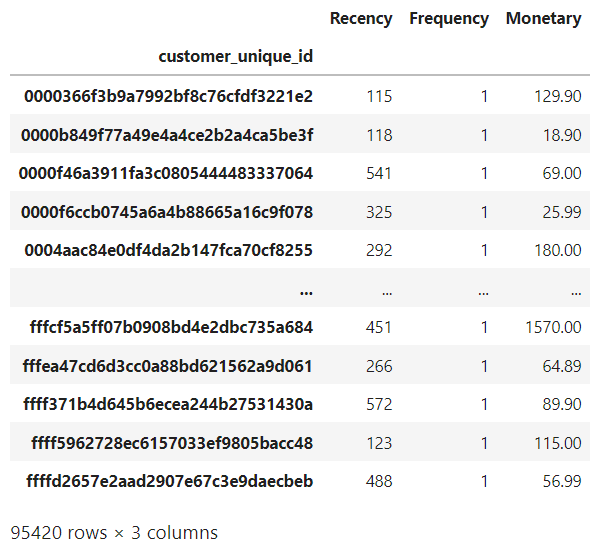 Recency Frequency Monetary
customer_unique_id
0000366f3b9a7992bf8c76cfdf3221e2 115 1 129.90
0000b849f77a49e4a4ce2b2a4ca5be3f 118 1 18.90
0000f46a3911fa3c0805444483337064 541 1 69.00
0000f6ccb0745a6a4b88665a16c9f078 325 1 25.99
0004aac84e0df4da2b147fca70cf8255 292 1 180.00
... ... ... ...
fffcf5a5ff07b0908bd4e2dbc735a684 451 1 1570.00
fffea47cd6d3cc0a88bd621562a9d061 266 1 64.89
ffff371b4d645b6ecea244b27531430a 572 1 89.90
ffff5962728ec6157033ef9805bacc48 123 1 115.00
ffffd2657e2aad2907e67c3e9daecbeb 488 1 56.99
95420 rows × 3 columns